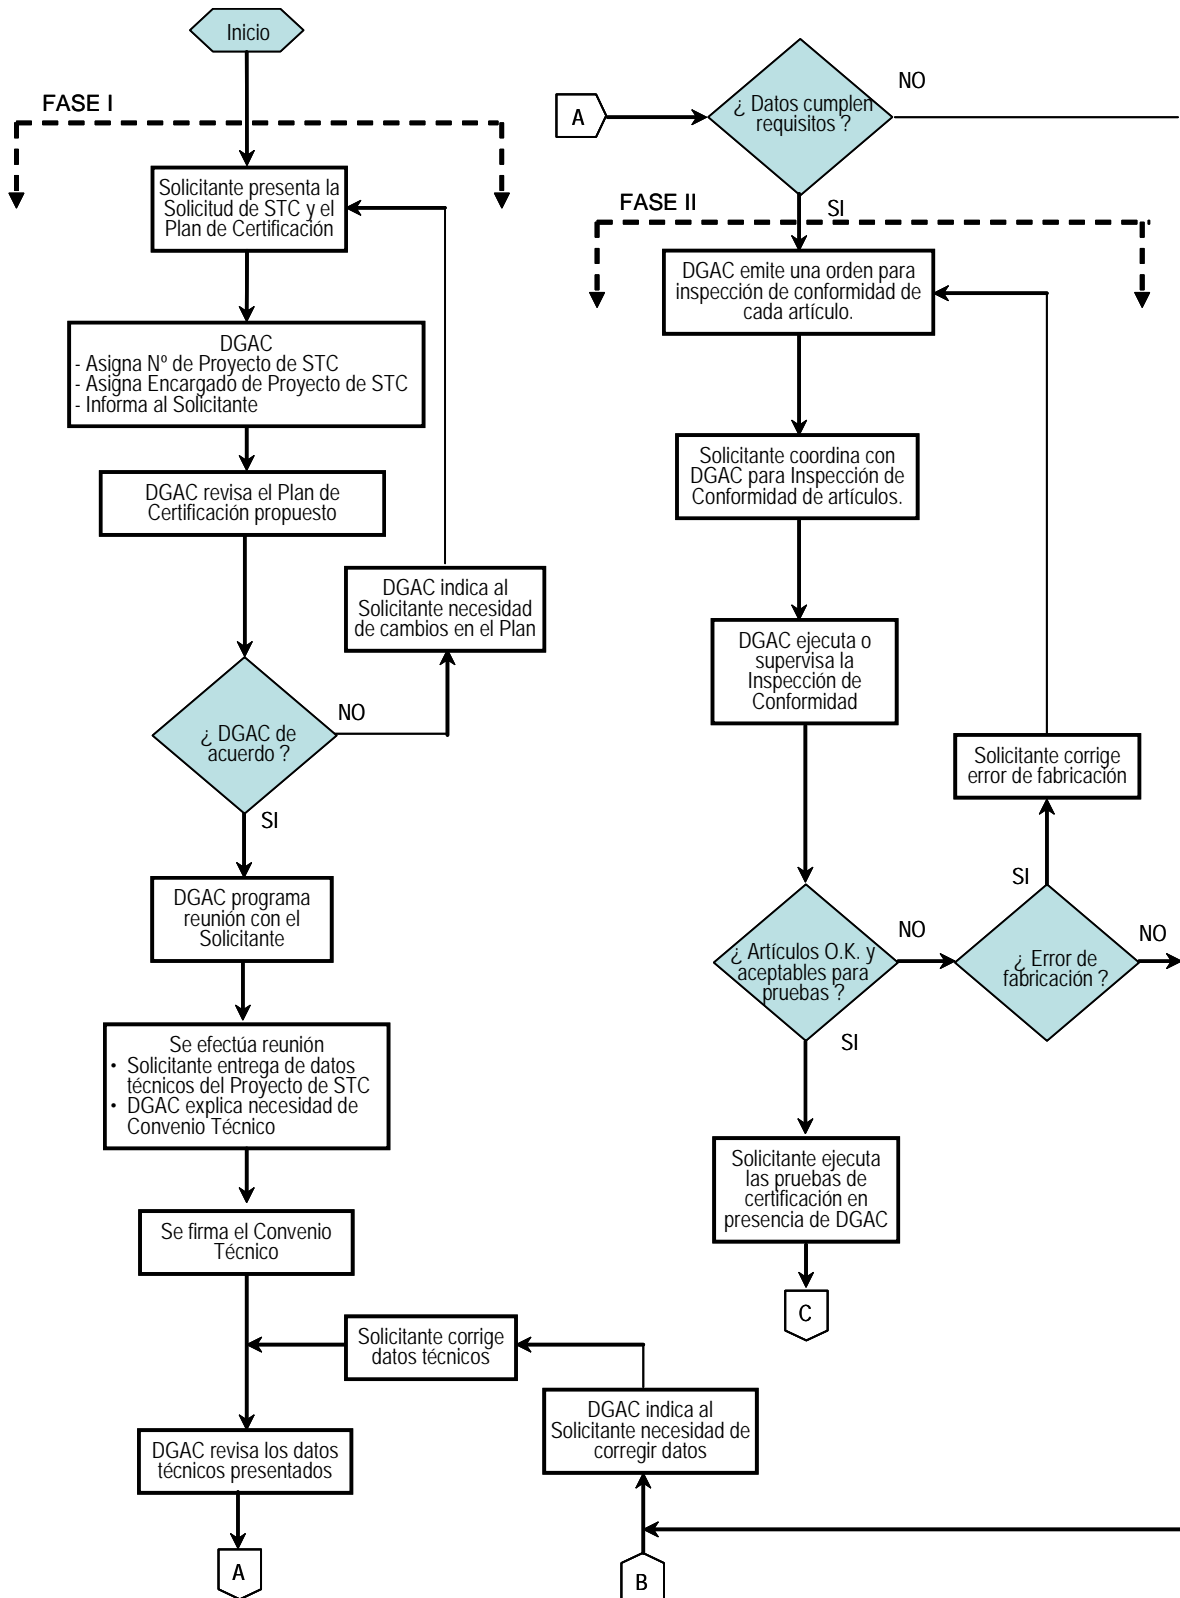 Inicio
FASE I
Solicitante presenta la
Solicitud de STC y el
Plan de Certificación
DGAC
- Asigna Nº de Proyecto de STC
- Asigna Encargado de Proyecto de STC
- Informa al Solicitante
DGAC revisa el Plan de
Certificación propuesto
DGAC indica al
Solicitante necesidad
de cambios en el Plan
¿ DGAC de
acuerdo ?
NO
SI
DGAC programa
reunión con el
Solicitante
Se efectúa reunión
• Solicitante entrega de datos
técnicos del Proyecto de STC
• DGAC explica necesidad de
Convenio Técnico
Se firma el Convenio
Técnico
Solicitante corrige
datos técnicos
DGAC indica al
Solicitante necesidad de
corregir datos
DGAC revisa los datos
técnicos presentados
A
B
A
¿ Datos cumplen
requisitos ?
NO
SI
FASE II
DGAC emite una orden para
inspección de conformidad de
cada artículo.
Solicitante coordina con
DGAC para Inspección de
Conformidad de artículos.
DGAC ejecuta o
supervisa la
Inspección de
Conformidad
Solicitante corrige
error de fabricación
SI
¿ Artículos O.K. y
aceptables para
pruebas ?
NO
¿ Error de
fabricación ?
NO
SI
Solicitante ejecuta
las pruebas de
certificación en
presencia de DGAC
C